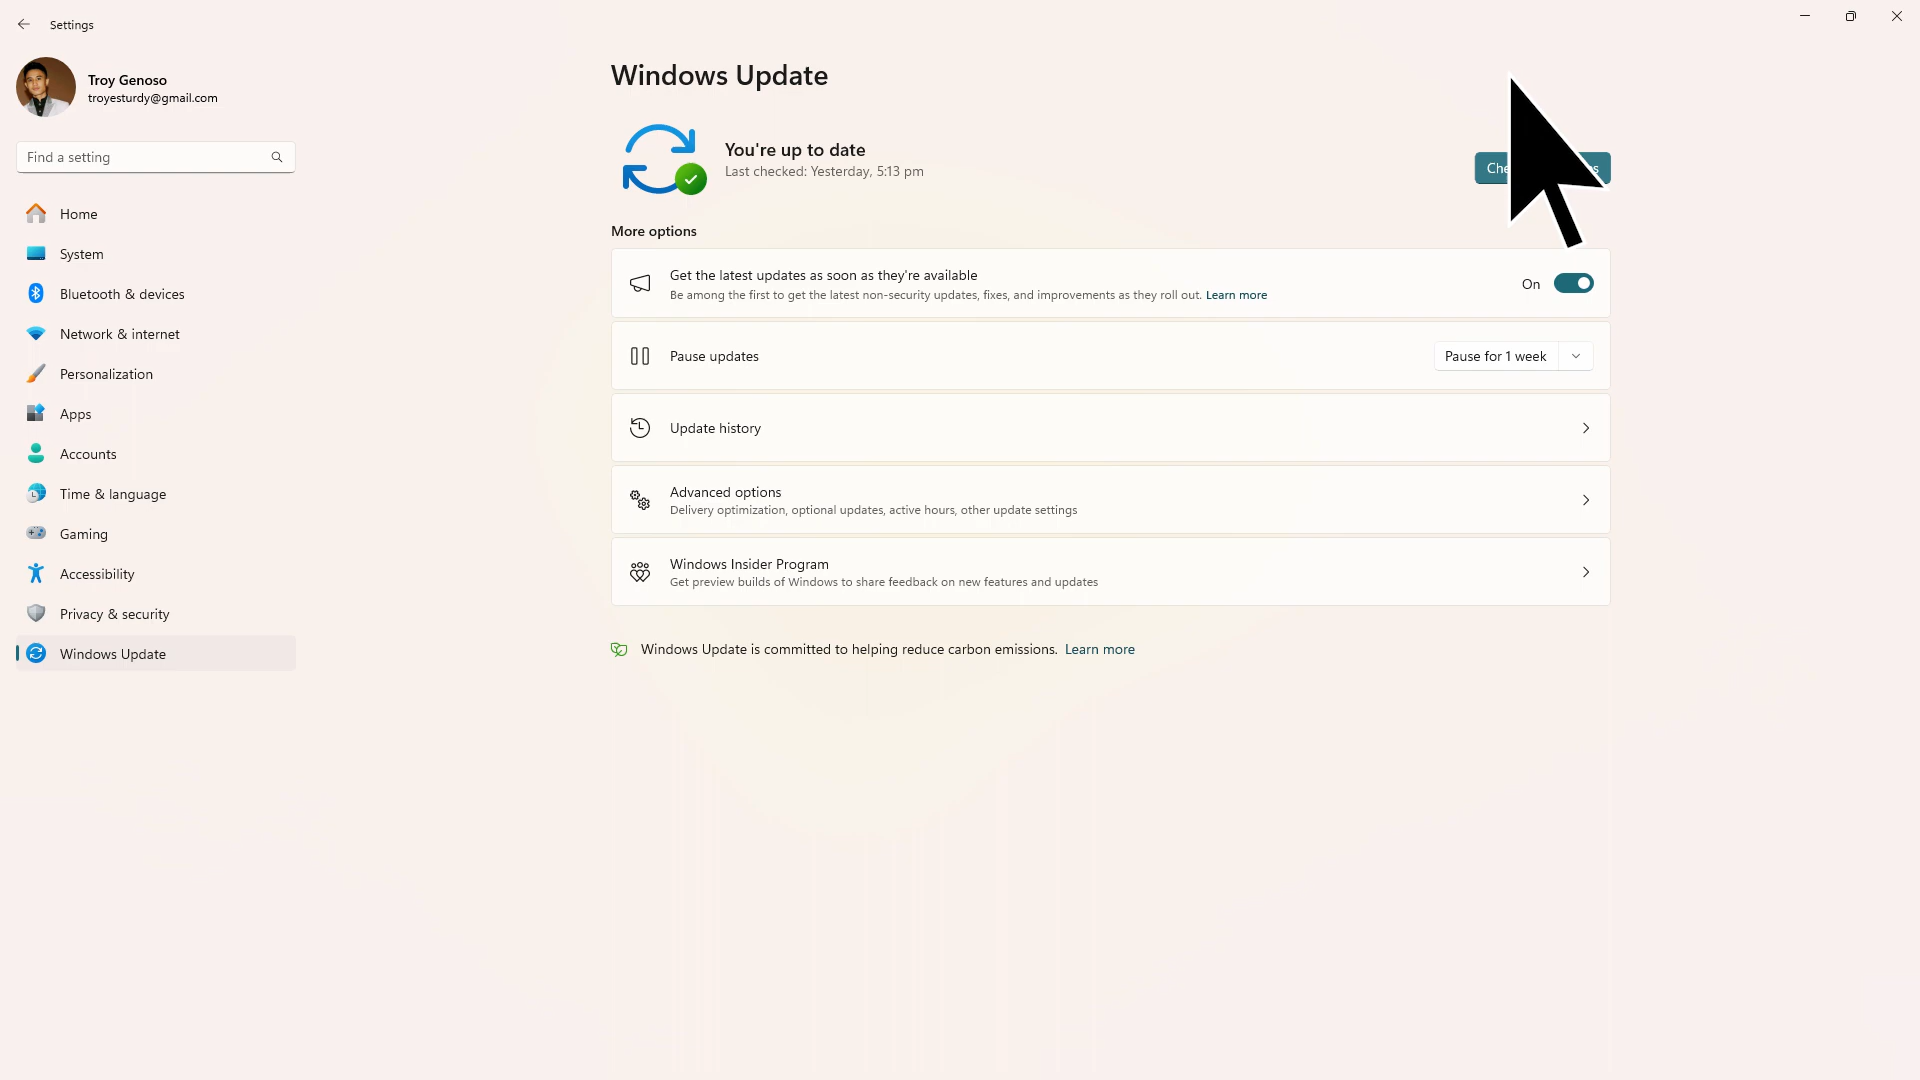 Settings
Troy Genoso
troyesturdy@gmail.com
Find a setting
Home
System
Bluetooth & devices
Network & internet
Personalization
Apps
Accounts
Time & language
Gaming
Accessibility
Privacy & security
Windows Update
Windows Update
You're up to date
Last checked: Yesterday, 5:13 pm
More options
Get the latest updates as soon as they're available
Be among the first to get the latest non-security updates, fixes, and improvements as they roll out. Learn more
On
Pause updates
Pause for 1 week
Update history
Advanced options
Delivery optimization, optional updates, active hours, other update settings
Windows Insider Program
Get preview builds of Windows to share feedback on new features and updates
Windows Update is committed to helping reduce carbon emissions. Learn more